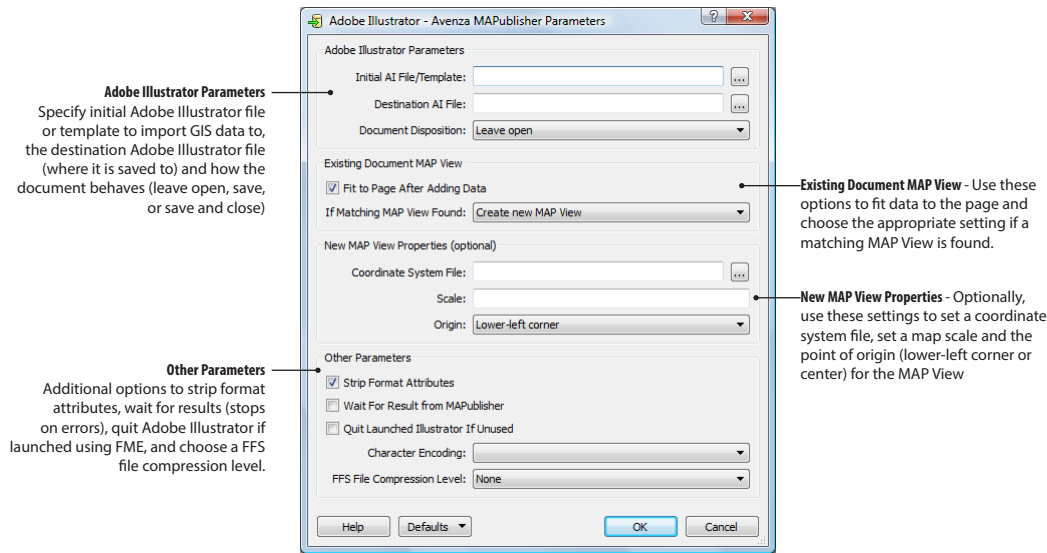 Adobe Illustrator - Avenza MAPublisher Parameters
?
X
Adobe Illustrator Parameters
Initial AI File/Template:
...
Destination AI File:
...
Document Disposition: Leave open
Existing Document MAP View
Fit to Page After Adding Data
If Matching MAP View Found: Create new MAP View
New MAP View Properties (optional)
Coordinate System File:
...
Scale:
Origin: Lower-left corner
Other Parameters
Strip Format Attributes
Wait For Result from MAPublisher
Quit Launched Illustrator If Unused
Character Encoding:
FFS File Compression Level: None
Help
Defaults
OK
Cancel
Adobe Illustrator Parameters
Specify initial Adobe Illustrator file
or template to import GIS data to,
the destination Adobe Illustrator file
(where it is saved to) and how the
document behaves (leave open, save,
or save and close)
Other Parameters
Additional options to strip format
attributes, wait for results (stops
on errors), quit Adobe Illustrator if
launched using FME, and choose a FFS
file compression level.
Existing Document MAP View - Use these
options to fit data to the page and
choose the appropriate setting if a
matching MAP View is found.
New MAP View Properties - Optionally,
use these settings to set a coordinate
system file, set a map scale and the
point of origin (lower-left corner or
center) for the MAP View